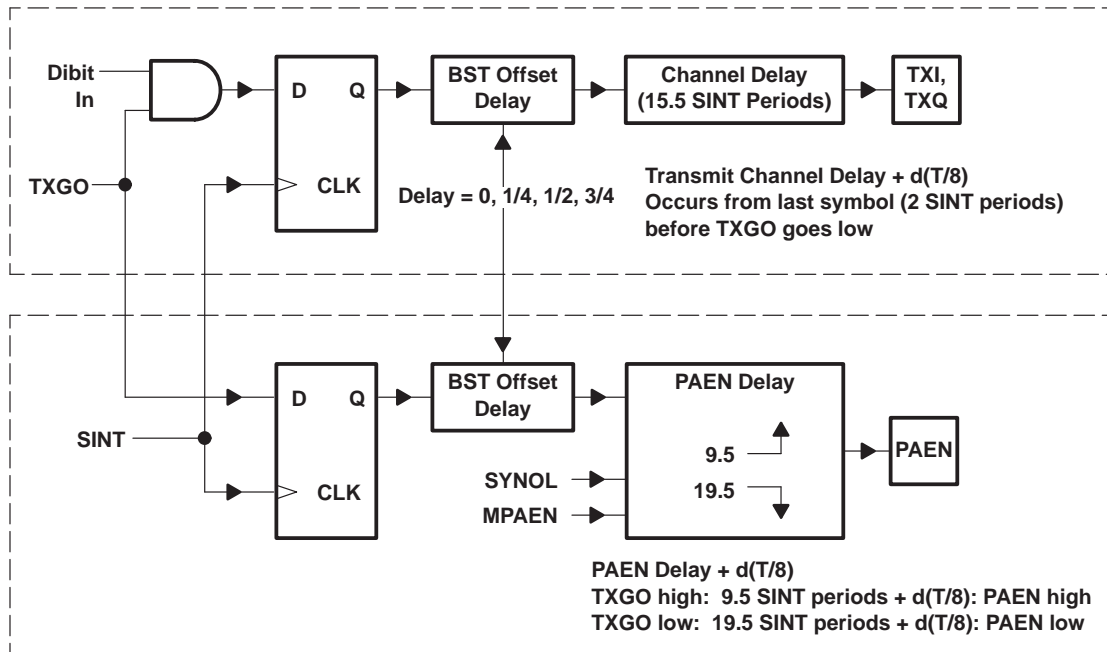 Dibit
In
D
Q
CLK
BST Offset
Delay
Channel Delay
(15.5 SINT Periods)
TXI,
TXQ
TXGO
Delay = 0, 1/4, 1/2, 3/4
Transmit Channel Delay + d(T/8)
Occurs from last symbol (2 SINT periods)
before TXGO goes low
D
Q
CLK
BST Offset
Delay
PAEN Delay
9.5
19.5
PAEN
SINT
SYNOL
MPAEN
PAEN Delay + d(T/8)
TXGO high: 9.5 SINT periods + d(T/8): PAEN high
TXGO low: 19.5 SINT periods + d(T/8): PAEN low